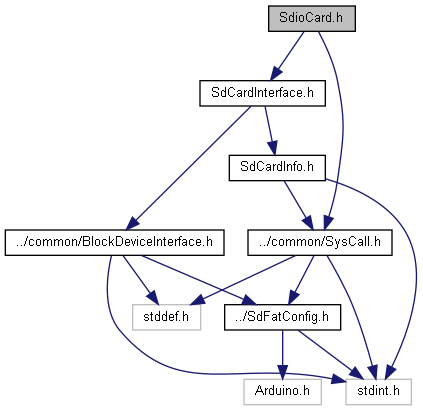 SdioCard.h
SdCardInterface.h
SdCardInfo.h
../common/BlockDeviceInterface.h
../common/SysCall.h
stddef.h
../SdFatConfig.h
Arduino.h
stdint.h